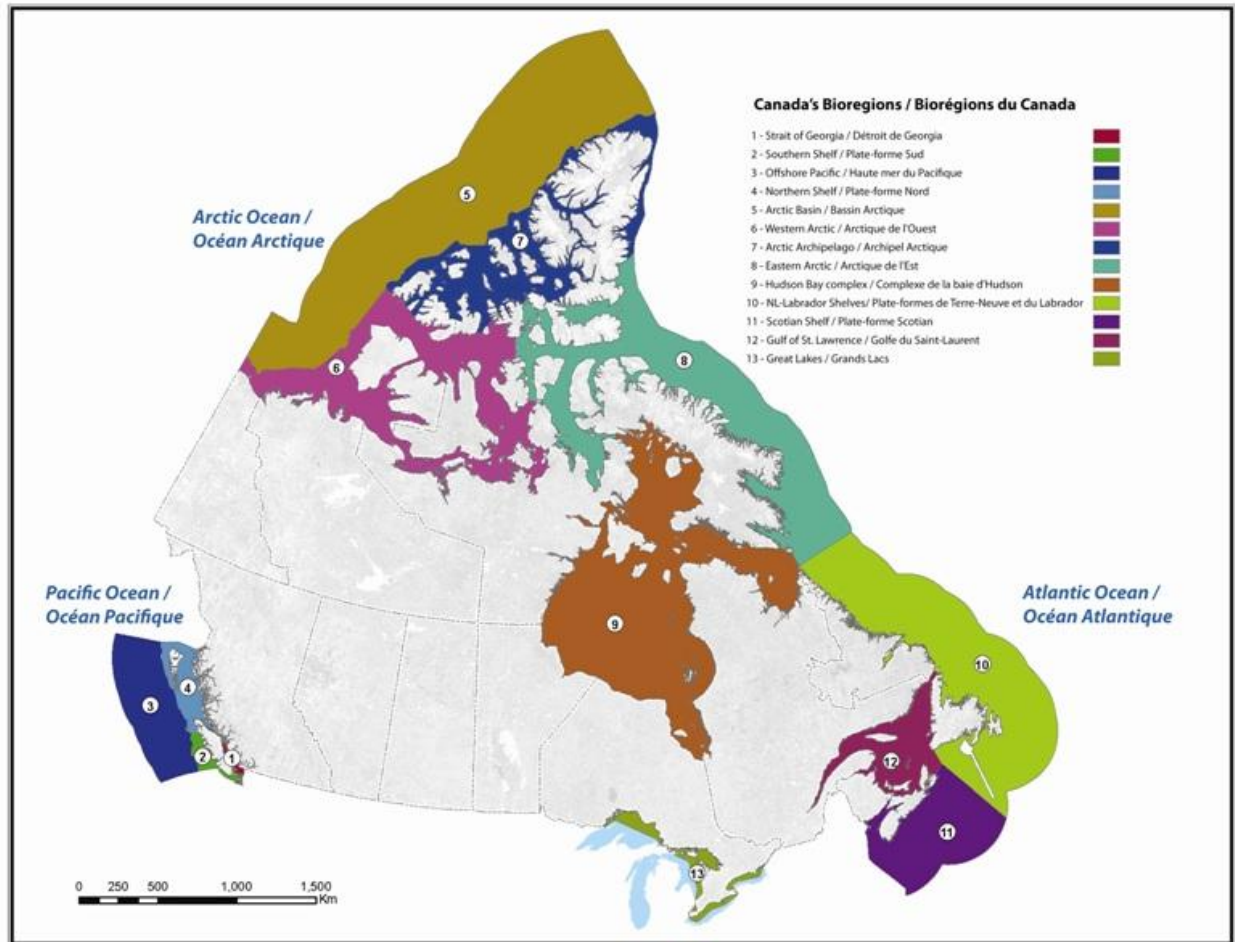 Canada's Bioregions / Biorégions du Canada
1 - Strait of Georgia / Détroit de Georgia
2 - Southern Shelf / Plate-forme Sud
3 - Offshore Pacific / Haute mer du Pacifique
4 - Northern Shelf / Plate-forme Nord
5 - Arctic Basin / Bassin Arctique
6 - Western Arctic / Arctique de l'Ouest
7 - Arctic Archipelago / Archipel Arctique
8 - Eastern Arctic / Arctique de l'Est
9 - Hudson Bay complex / Complexe de la baie d'Hudson
10 - NL-Labrador Shelves/ Plate-formes de Terre-Neuve et du Labrador
11 - Scotian Shelf / Plate-forme Scotian
12 - Gulf of St. Lawrence / Golfe du Saint-Laurent
13 - Great Lakes / Grands Lacs
Arctic Ocean /
Océan Arctique
5
7
6
8
Pacific Ocean /
Océan Pacifique
Atlantic Ocean /
Océan Atlantique
9
10
4
3
2
1
12
11
13
0 250 500 1,000 1,500
Km